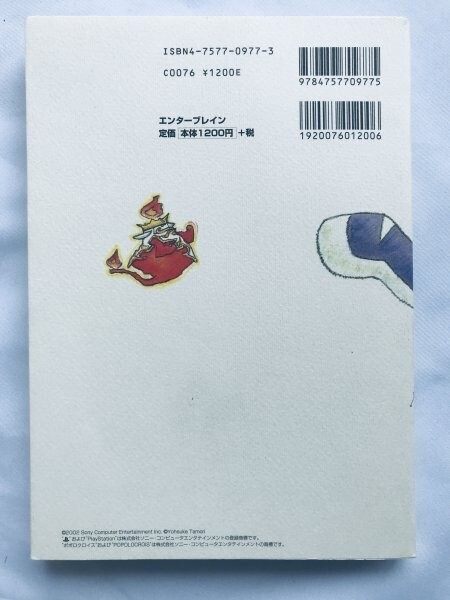 ISBN4-7577-0977-3
C0076 ¥1200E
9784757709775
1920076012006
エンターブレイン
定価 本体1200円 +税
©2002 Sony Computer Entertainment Inc. ©Yohsuke Tamori
"および"PlayStation"は株式会社ソニー・コンピュータエンタテインメントの登録商標です。
"ポポロクロイス"および"POPOLOCROIS"は株式会社ソニー・コンピュータエンタテインメントの商標です。